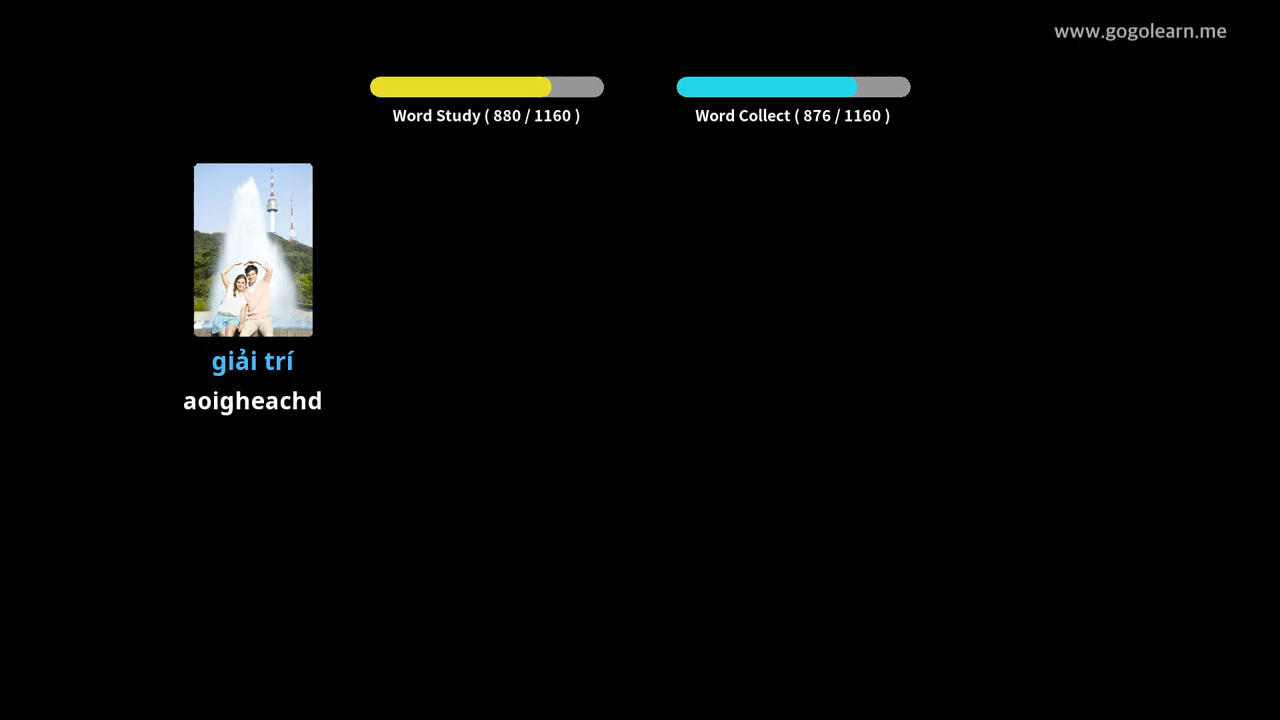 www.gogolearn.me
Word Study ( 880 / 1160 )
Word Collect ( 876 / 1160 )
giải trí
aoigheachd